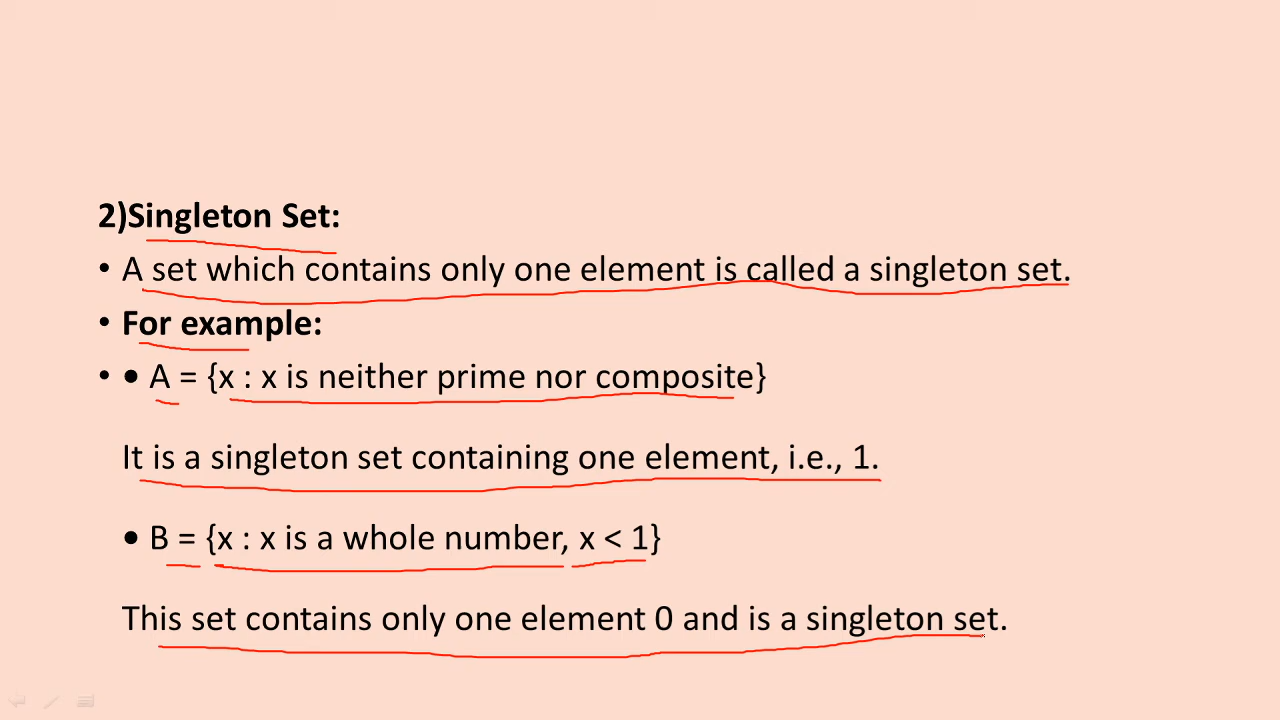 2)Singleton Set:
• A set which contains only one element is called a singleton set.
• For example:
• • A = {x : x is neither prime nor composite}
It is a singleton set containing one element, i.e., 1.
• B = {x : x is a whole number, x < 1}
This set contains only one element 0 and is a singleton set.